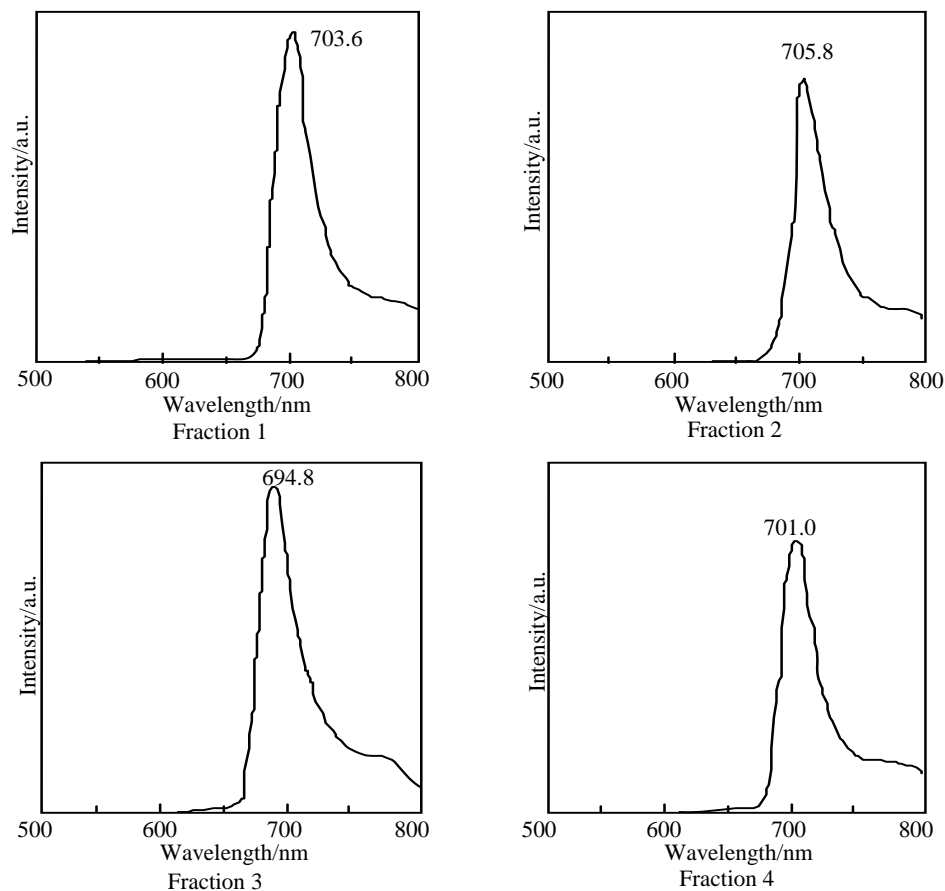 703.6
Intensity/a.u.
500 600 700 800
Wavelength/nm
Fraction 1
705.8
Intensity/a.u.
500 600 700 800
Wavelength/nm
Fraction 2
694.8
Intensity/a.u.
500 600 700 800
Wavelength/nm
Fraction 3
701.0
Intensity/a.u.
500 600 700 800
Wavelength/nm
Fraction 4